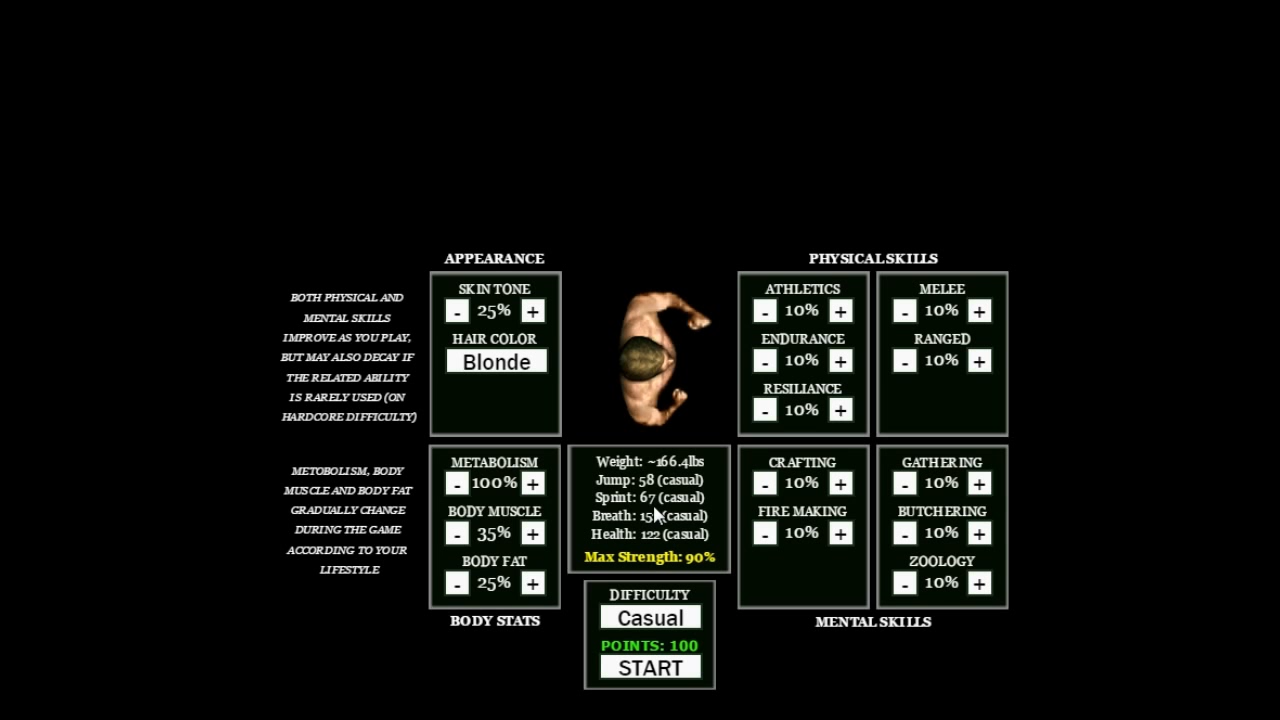 APPEARANCE
PHYSICAL SKILLS
BOTH PHYSICAL AND
MENTAL SKILLS
IMPROVE AS YOU PLAY,
BUT MAY ALSO DECAY IF
THE RELATED ABILITY
IS RARELY USED (ON
HARDCORE DIFFICULTY)
SKIN TONE
- 25% +
HAIR COLOR
Blonde
ATHLETICS
- 10% +
ENDURANCE
- 10% +
RESILIANCE
- 10% +
MELEE
- 10% +
RANGED
- 10% +
METOBOLISM, BODY
MUSCLE AND BODY FAT
GRADUALLY CHANGE
DURING THE GAME
ACCORDING TO YOUR
LIFESTYLE
METABOLISM
- 100% +
BODY MUSCLE
- 35% +
BODY FAT
- 25% +
BODY STATS
Weight: ~166.4lbs
Jump: 58 (casual)
Sprint: 67 (casual)
Breath: (casual)
Health: 122 (casual)
Max Strength: 90%
DIFFICULTY
Casual
POINTS: 100
START
CRAFTING
- 10% +
FIRE MAKING
- 10% +
GATHERING
- 10% +
BUTCHERING
- 10% +
ZOOLOGY
- 10% +
MENTAL SKILLS